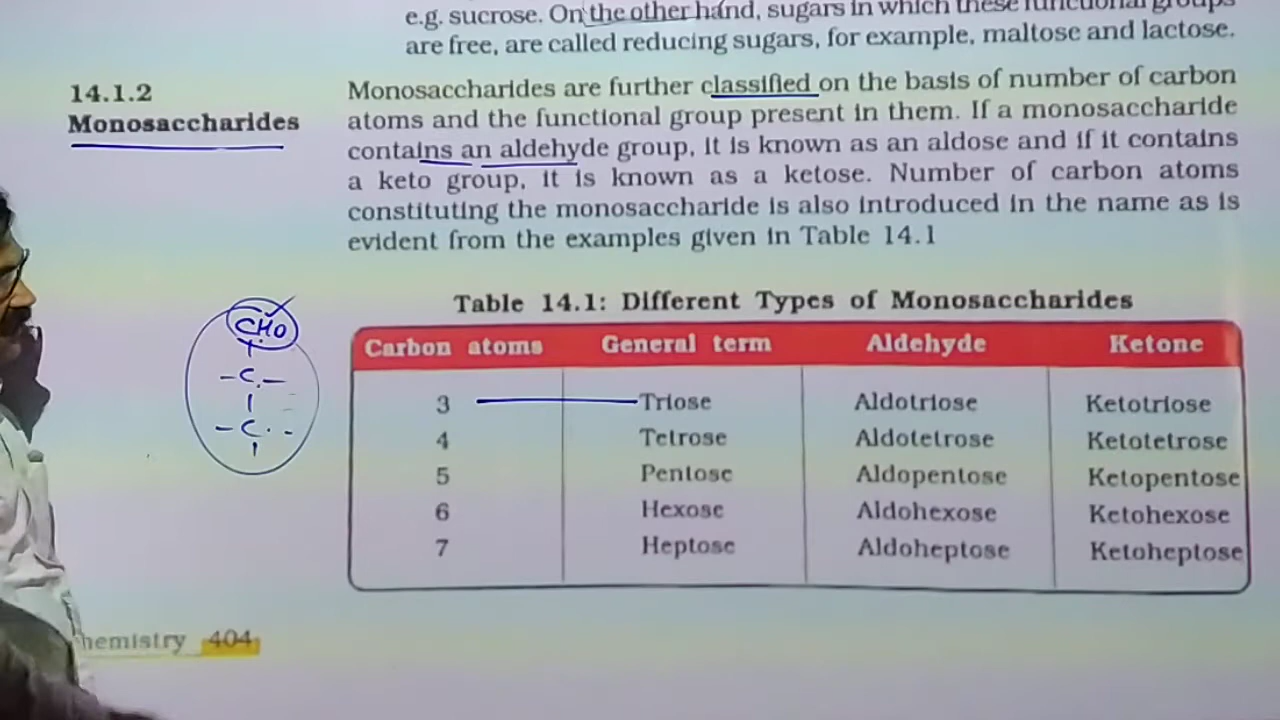 e.g. sucrose. On the other hand, sugars in which these functional groups
are free, are called reducing sugars, for example, maltose and lactose.
14.1.2
Monosaccharides
Monosaccharides are further classified on the basis of number of carbon
atoms and the functional group present in them. If a monosaccharide
contains an aldehyde group, it is known as an aldose and if it contains
a keto group, it is known as a ketose. Number of carbon atoms
constituting the monosaccharide is also introduced in the name as is
evident from the examples given in Table 14.1
CHO
-C-
-C-
Table 14.1: Different Types of Monosaccharides
Carbon atoms General term Aldehyde Ketone
3 Triose Aldotriose Ketotriose
4 Tetrose Aldotetrose Ketotetrose
5 Pentose Aldopentose Ketopentose
6 Hexose Aldohexose Ketohexose
7 Heptose Aldoheptose Ketoheptose
hemistry 404